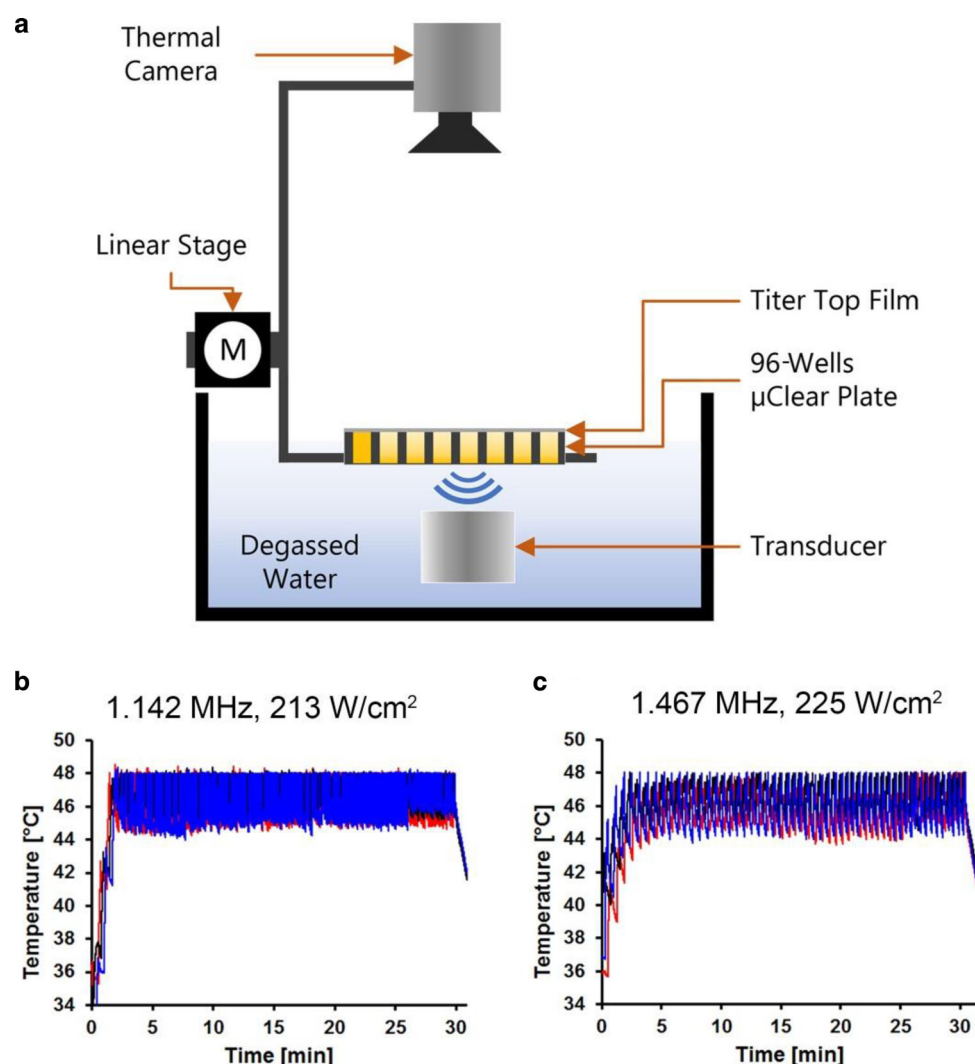 a
Thermal
Camera
Linear Stage
M
Titer Top Film
96-Wells
µClear Plate
Degassed
Water
Transducer
b
1.142 MHz, 213 W/cm²
50
48
46
44
42
40
38
36
34
Temperature [°C]
0 5 10 15 20 25 30
Time [min]
c
1.467 MHz, 225 W/cm²
50
48
46
44
42
40
38
36
34
Temperature [°C]
0 5 10 15 20 25 30
Time [min]